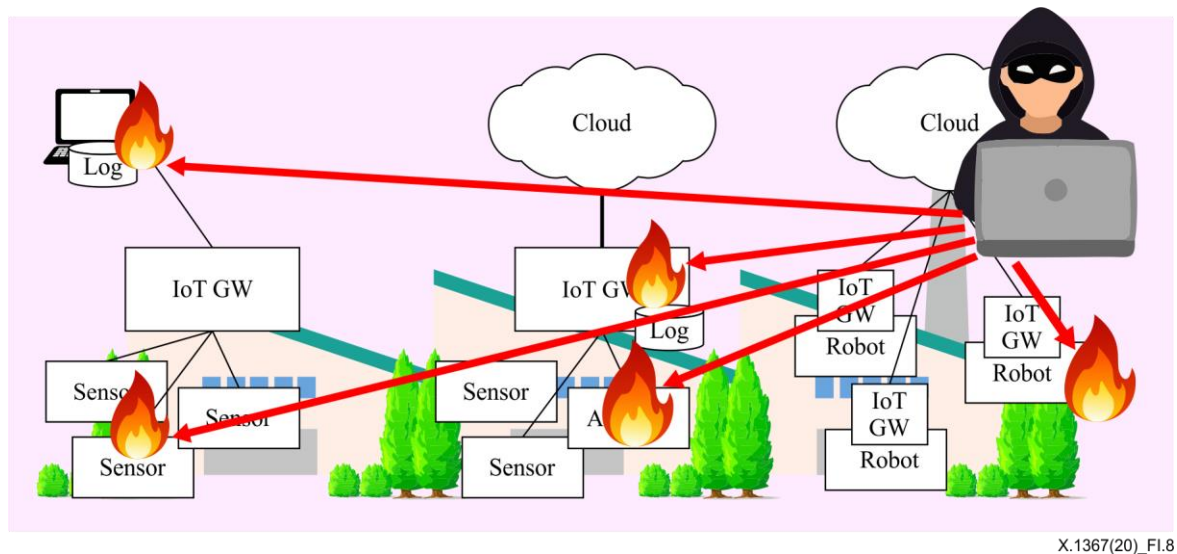 Cloud
Cloud
Log
IoT GW
IoT
GW
Robot
IoT GW
Log
IoT
GW
Robot
Sensor
Sensor
Sensor
Sensor
Sensor
IoT
GW
Robot
X.1367(20)_FI.8